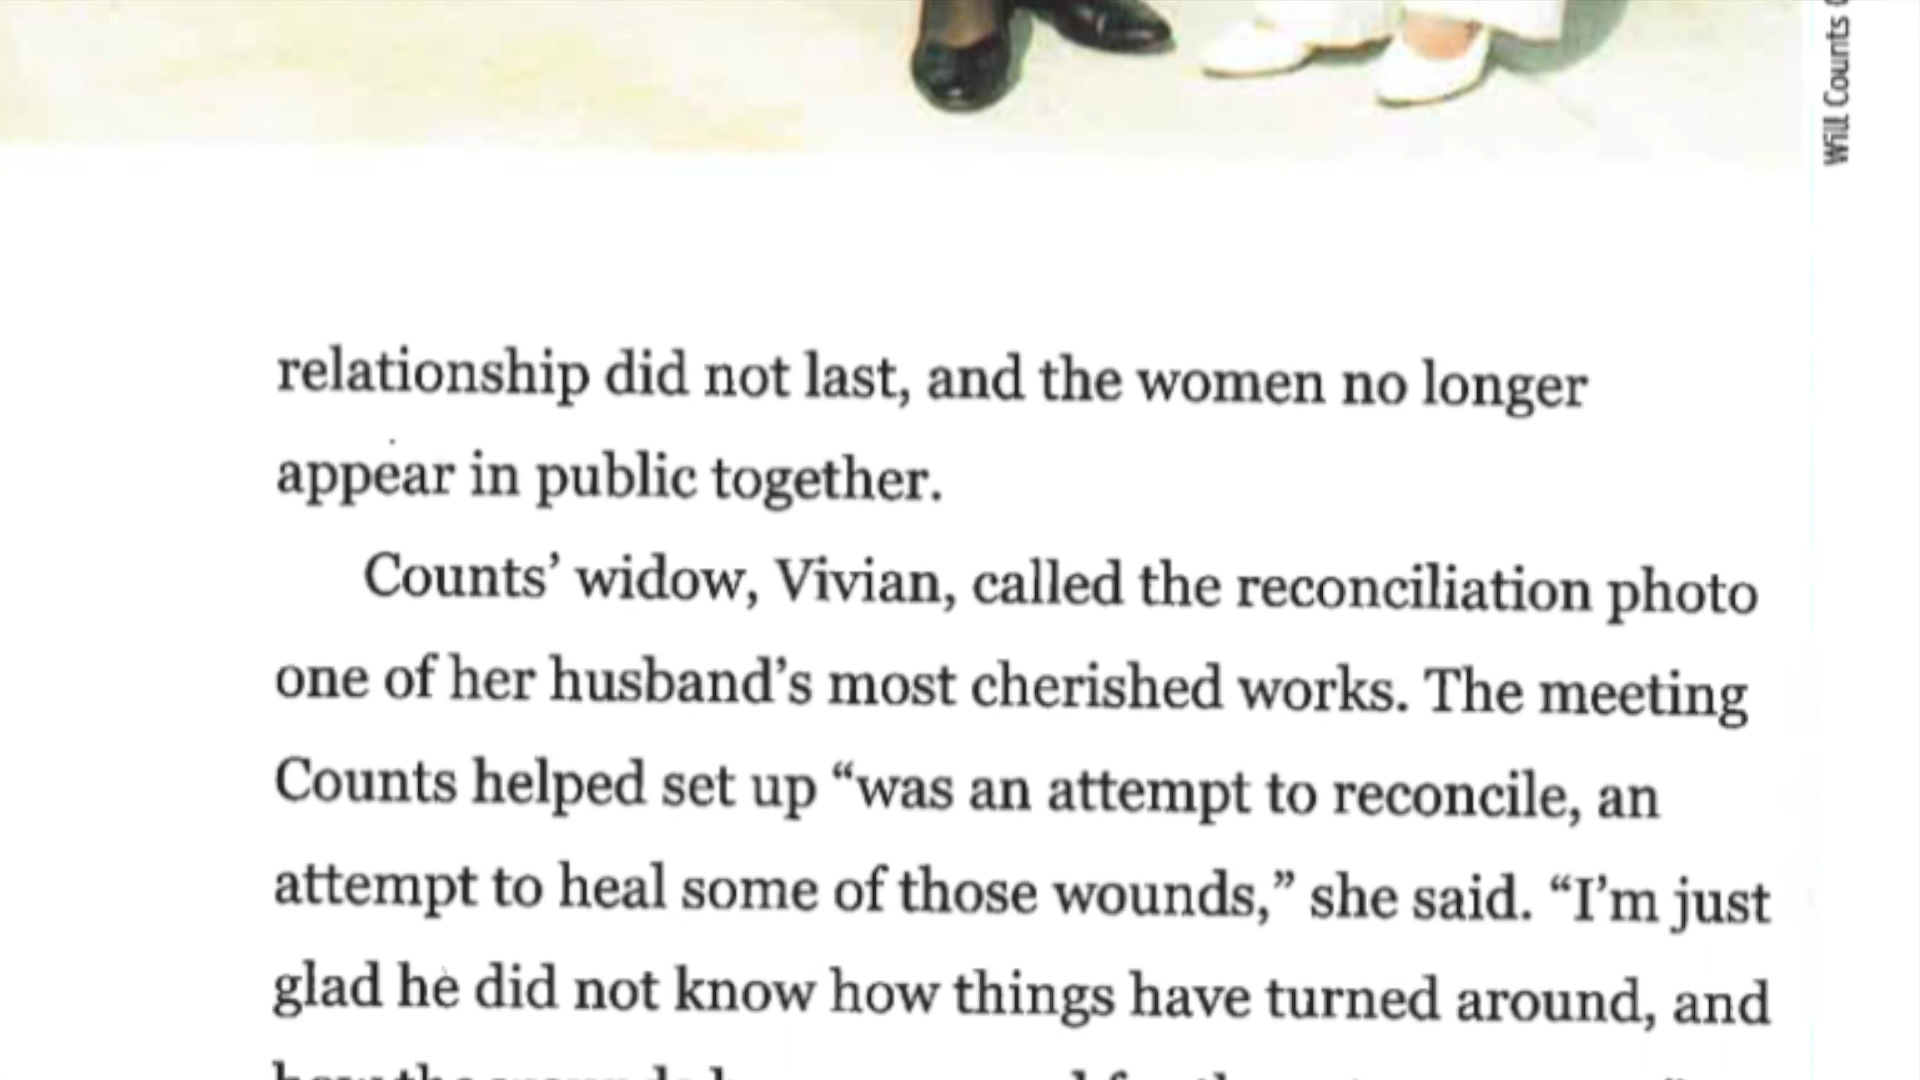 Will Counts
relationship did not last, and the women no longer
appear in public together.
Counts’ widow, Vivian, called the reconciliation photo
one of her husband’s most cherished works. The meeting
Counts helped set up “was an attempt to reconcile, an
attempt to heal some of those wounds,” she said. “I’m just
glad he did not know how things have turned around, and